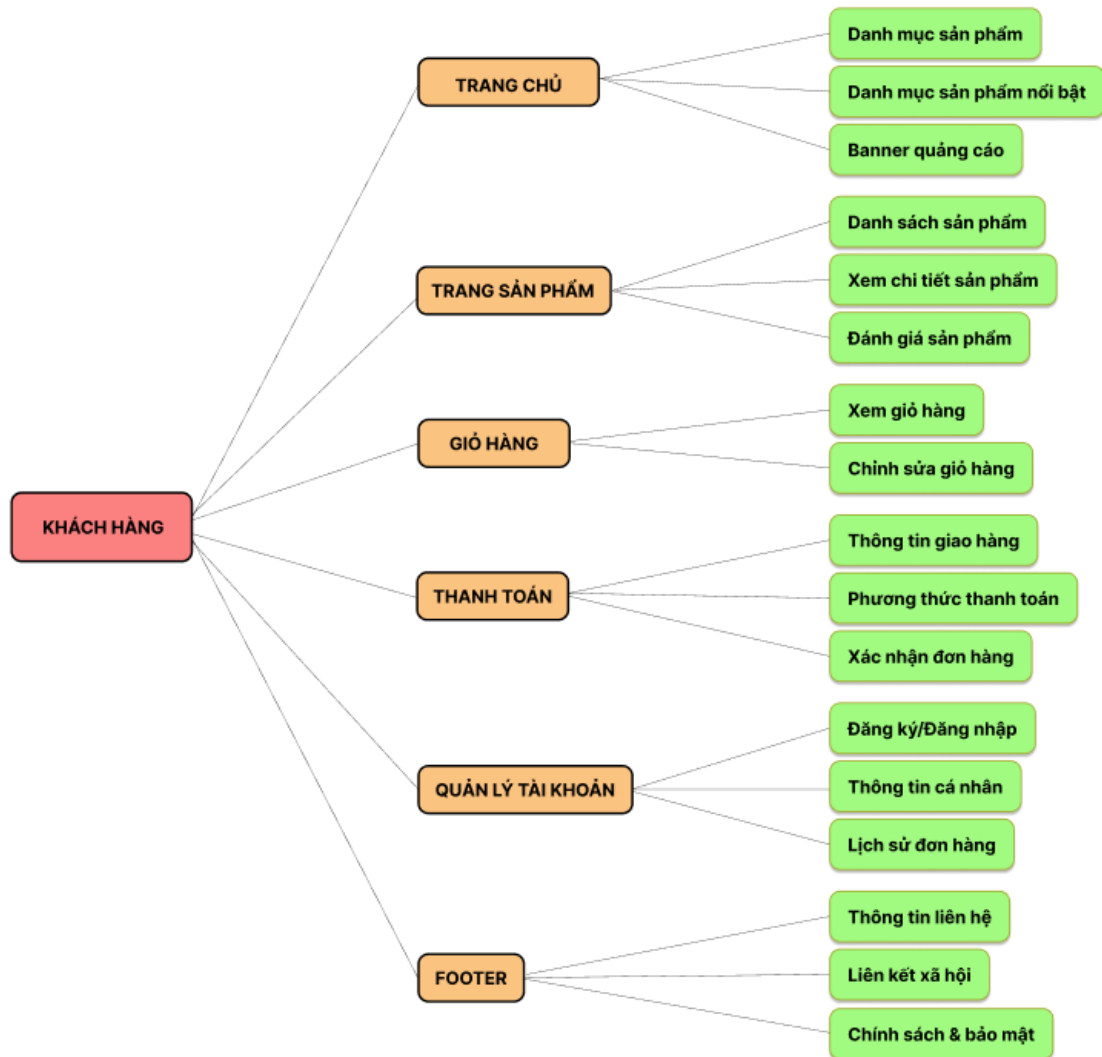 KHÁCH HÀNG
TRANG CHỦ
Danh mục sản phẩm
Danh mục sản phẩm nổi bật
Banner quảng cáo
TRANG SẢN PHẨM
Danh sách sản phẩm
Xem chi tiết sản phẩm
Đánh giá sản phẩm
GIỎ HÀNG
Xem giỏ hàng
Chỉnh sửa giỏ hàng
THANH TOÁN
Thông tin giao hàng
Phương thức thanh toán
Xác nhận đơn hàng
QUẢN LÝ TÀI KHOẢN
Đăng ký/Đăng nhập
Thông tin cá nhân
Lịch sử đơn hàng
FOOTER
Thông tin liên hệ
Liên kết xã hội
Chính sách & bảo mật